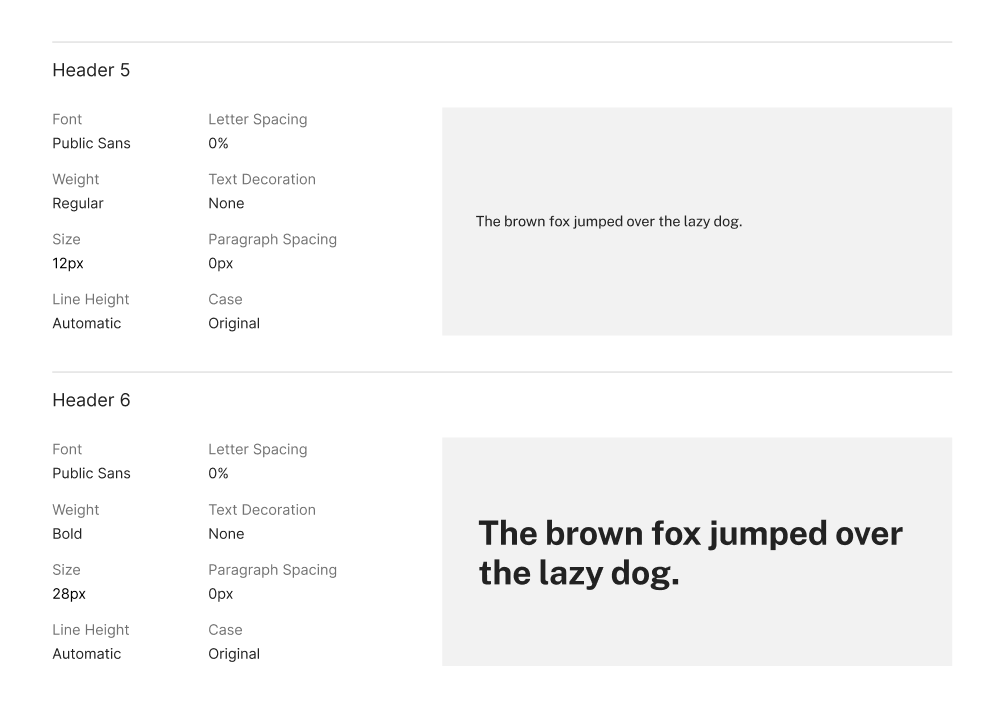 Header 5
Font
Letter Spacing
Public Sans
0%
Weight
Text Decoration
Regular
None
Size
Paragraph Spacing
12px
0px
Line Height
Case
Automatic
Original
The brown fox jumped over the lazy dog.
Header 6
Font
Letter Spacing
Public Sans
0%
Weight
Text Decoration
Bold
None
Size
Paragraph Spacing
28px
0px
Line Height
Case
Automatic
Original
The brown fox jumped over
the lazy dog.